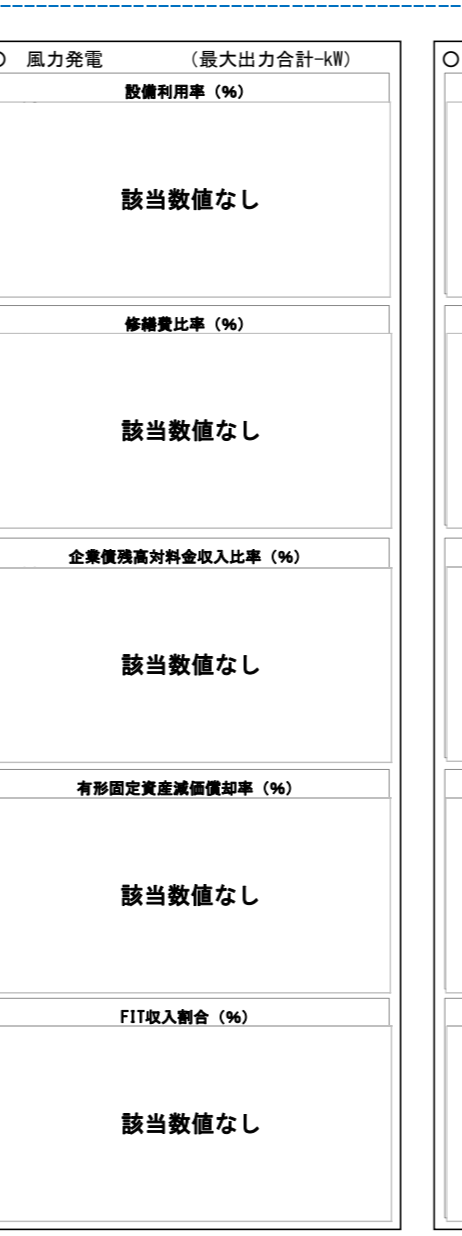 ○ 風力発電 （最大出力合計-kW）
設備利用率（%）
該当数値なし
修繕費比率（%）
該当数値なし
企業債残高対料金収入比率（%）
該当数値なし
有形固定資産減価償却率（%）
該当数値なし
FIT収入割合（%）
該当数値なし
○